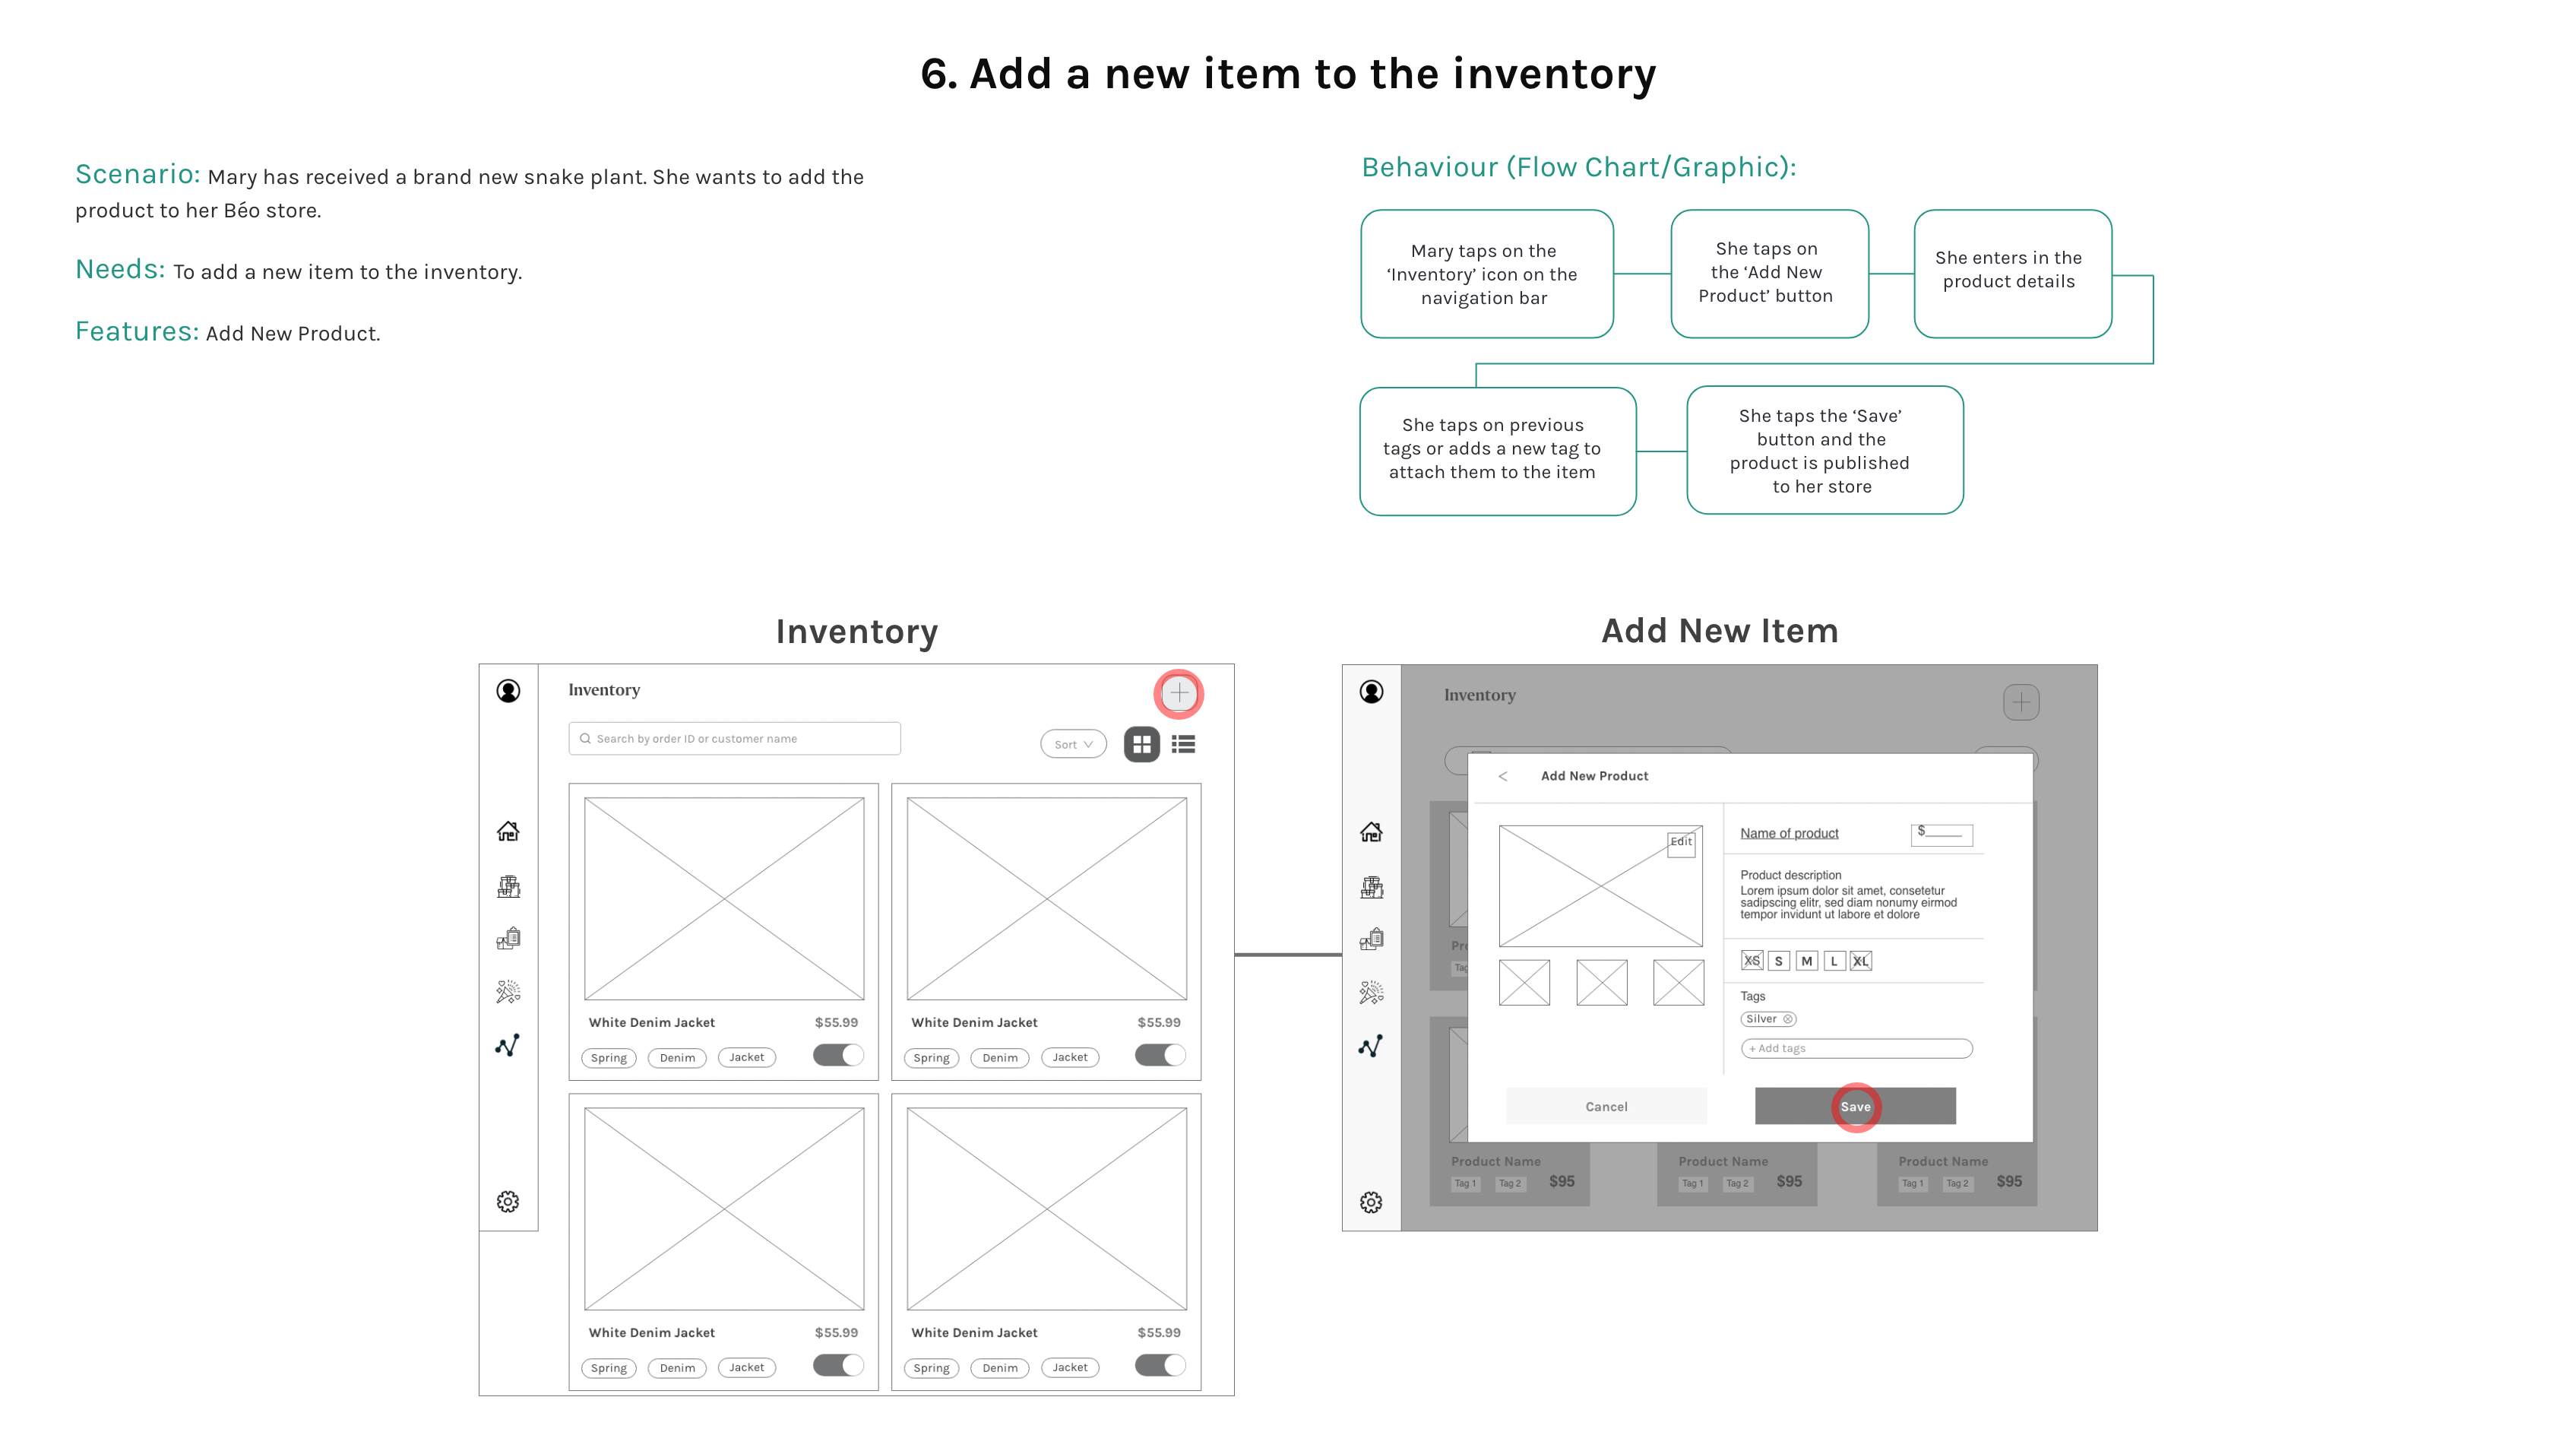 6. Add a new item to the inventory
Scenario: Mary has received a brand new snake plant. She wants to add the
product to her Béo store.
Needs: To add a new item to the inventory.
Features: Add New Product.
Behaviour (Flow Chart/Graphic):
Mary taps on the
‘Inventory’ icon on the
navigation bar
She taps on
the ‘Add New
Product’ button
She enters in the
product details
She taps on previous
tags or adds a new tag to
attach them to the item
She taps the ‘Save’
button and the
product is published
to her store
Inventory
Inventory
Search by order ID or customer name
Sort
White Denim Jacket $55.99
Spring Denim Jacket
White Denim Jacket $55.99
Spring Denim Jacket
White Denim Jacket $55.99
Spring Denim Jacket
White Denim Jacket $55.99
Spring Denim Jacket
Add New Item
Inventory
Add New Product
Edit
Name of product $______
Product description
Lorem ipsum dolor sit amet, consetetur
sadipscing elitr, sed diam nonumy eirmod
tempor invidunt ut labore et dolore
XS S M L XL
Tags
Silver
+ Add tags
Cancel
Save
Product Name
Tag 1 Tag 2 $95
Product Name
Tag 1 Tag 2 $95
Product Name
Tag 1 Tag 2 $95